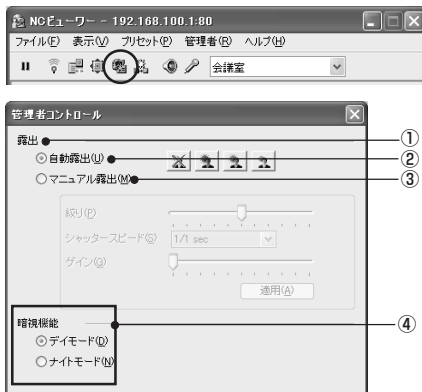 NCビューワー - 192.168.100.1:80
ファイル(F) 表示(V) プリセット(P) 管理者(R) ヘルプ(H)
会議室
管理者コントロール
露出 ①
自動露出(U) ②
マニュアル露出(M) ③
絞り(P)
シャッタースピード(S) 1/1 sec
ゲイン(G)
適用(A)
暗視機能 ④
デイモード(D)
ナイトモード(N)